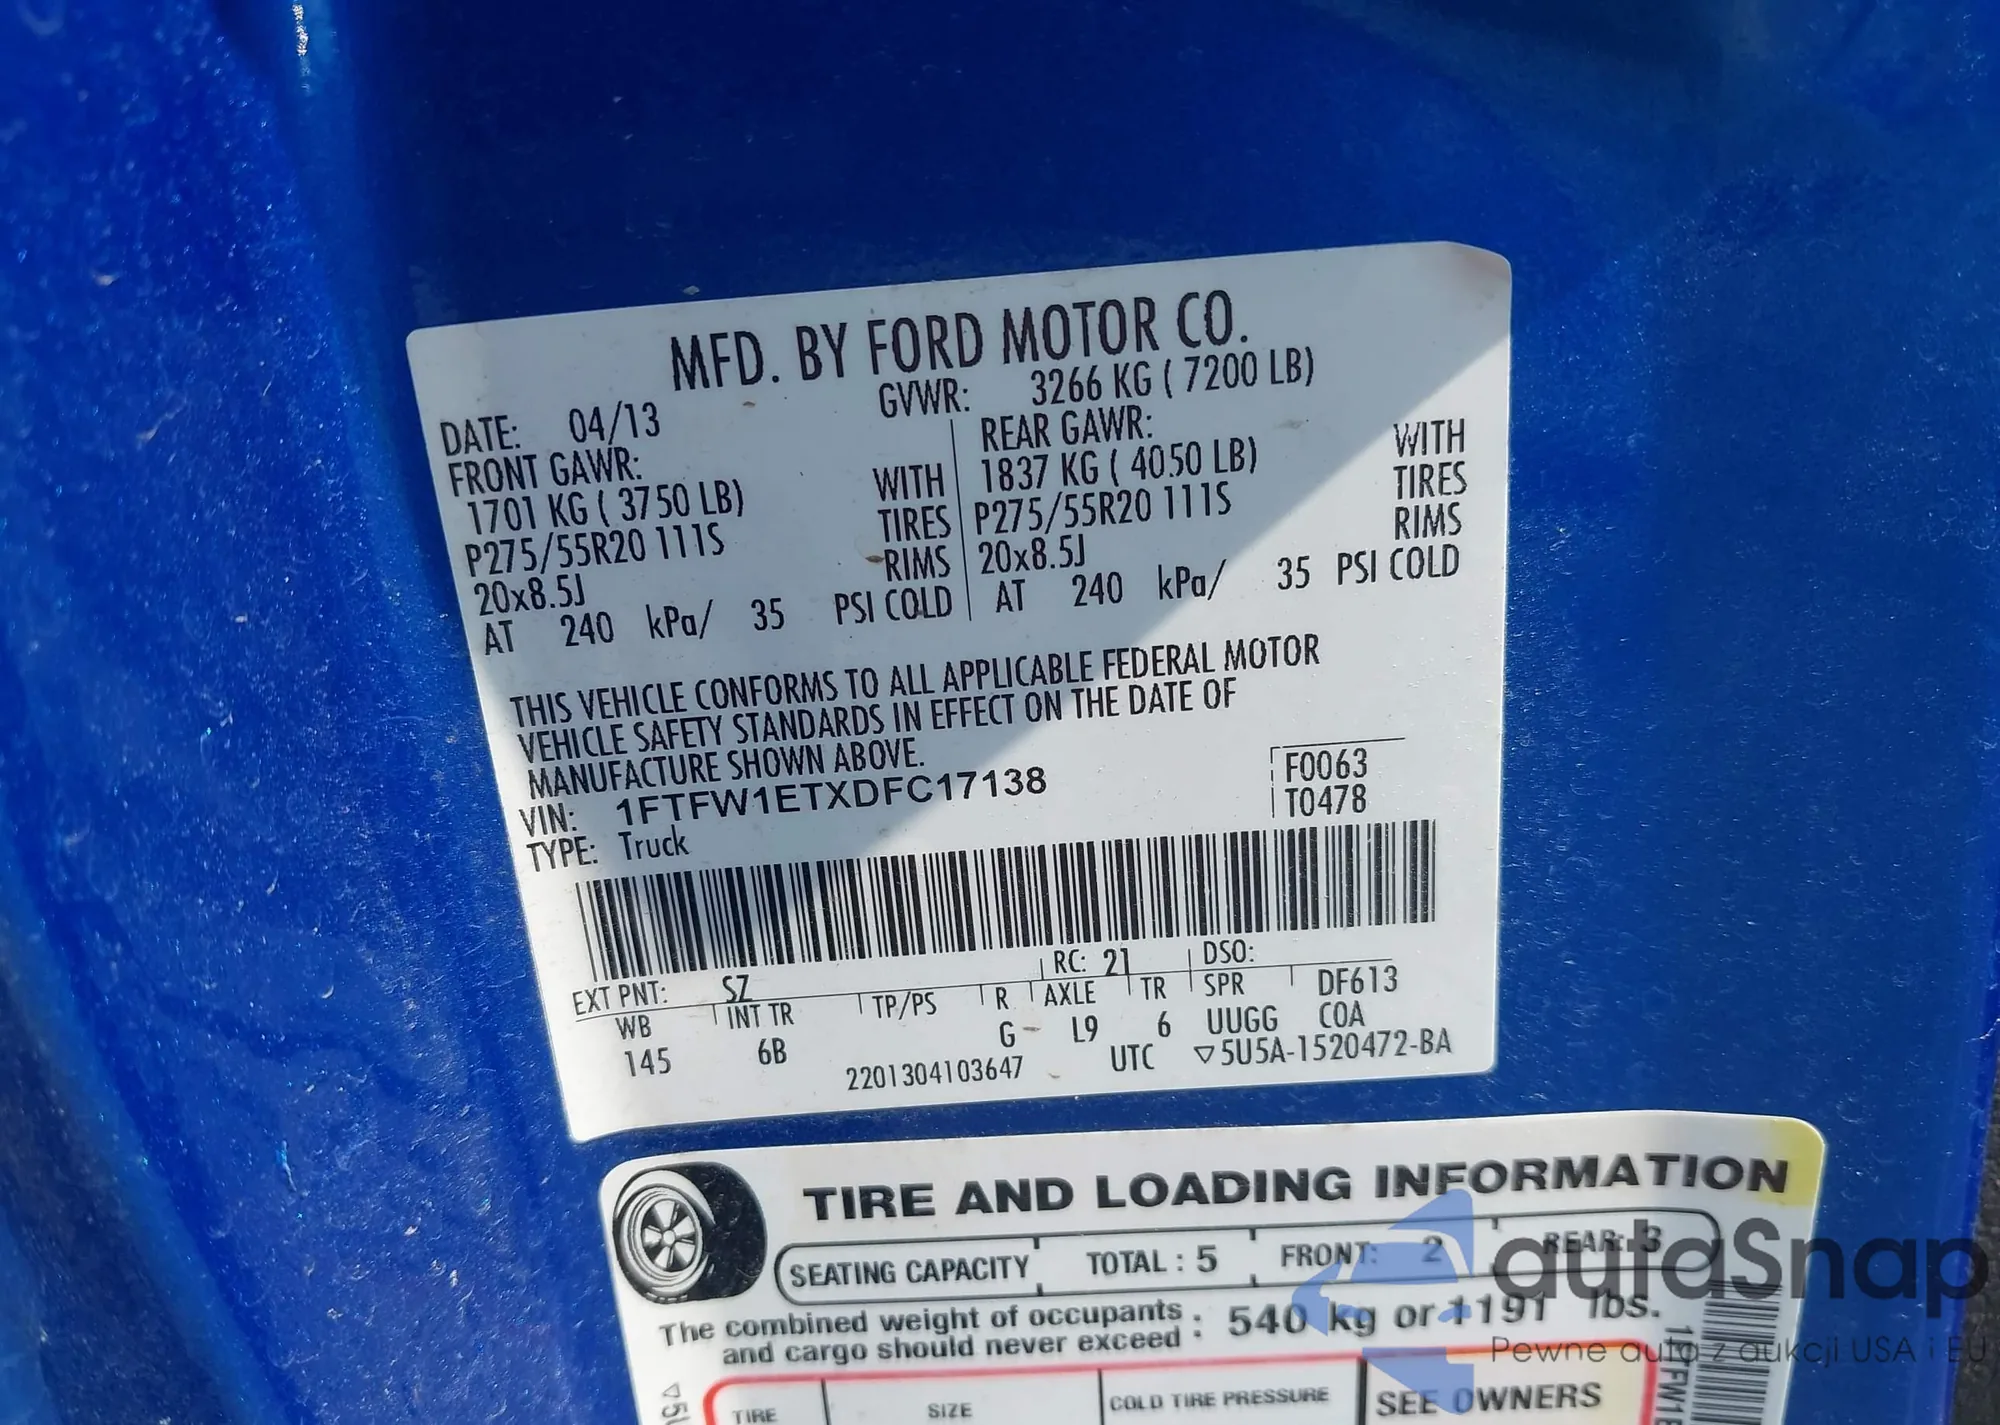 MFD. BY FORD MOTOR CO.
DATE: 04/13 GVWR: 3266 KG ( 7200 LB)
FRONT GAWR: REAR GAWR:
1701 KG ( 3750 LB) WITH 1837 KG ( 4050 LB) WITH
P275/55R20 111S TIRES P275/55R20 111S TIRES
20x8.5J RIMS 20x8.5J RIMS
AT 240 kPa/ 35 PSI COLD AT 240 kPa/ 35 PSI COLD
THIS VEHICLE CONFORMS TO ALL APPLICABLE FEDERAL MOTOR
VEHICLE SAFETY STANDARDS IN EFFECT ON THE DATE OF
MANUFACTURE SHOWN ABOVE.
VIN: 1FTFW1ETXDFC17138 F0063
TYPE: Truck T0478
EXT PNT: SZ RC: 21 DSO:
WB INT TR TP/PS R AXLE TR SPR DF613
145 6B G L9 6 UUGG COA
2201304103647 UTC ▽5U5A-1520472-BA
TIRE AND LOADING INFORMATION
SEATING CAPACITY TOTAL : 5 FRONT: 2 REAR: 3
The combined weight of occupants : 540 kg or 1191 lbs.
and cargo should never exceed :
TIRE SIZE COLD TIRE PRESSURE SEE OWNERS
autaSnap
Pewne auta z aukcji USA i EU